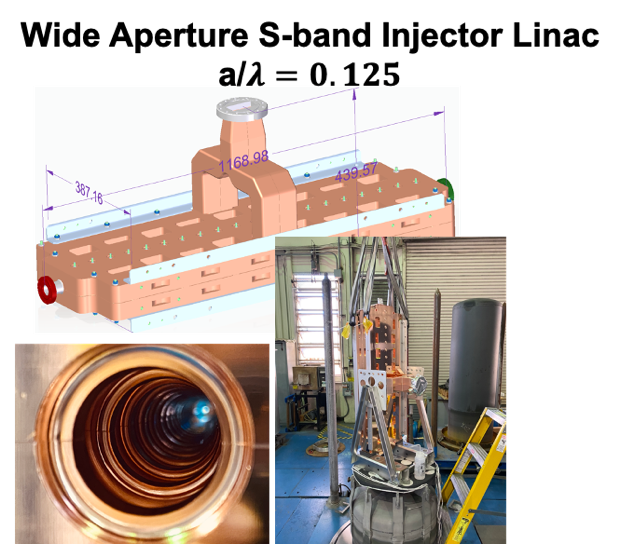 Wide Aperture S-band Injector Linac
a/λ = 0.125
1168.98
439.57
387.16